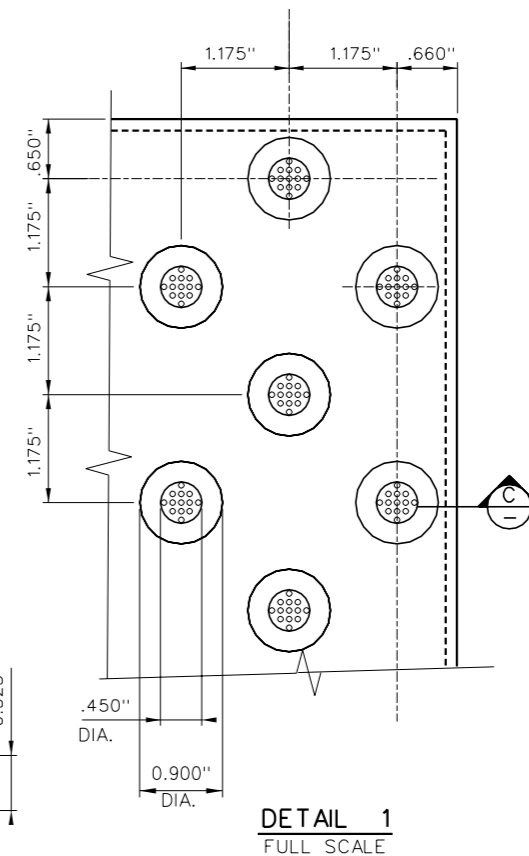 1.175" 1.175" .660"
.650"
1.175"
1.175"
1.175"
C
–
.450"
DIA.
0.900"
DIA.
DETAIL 1
FULL SCALE